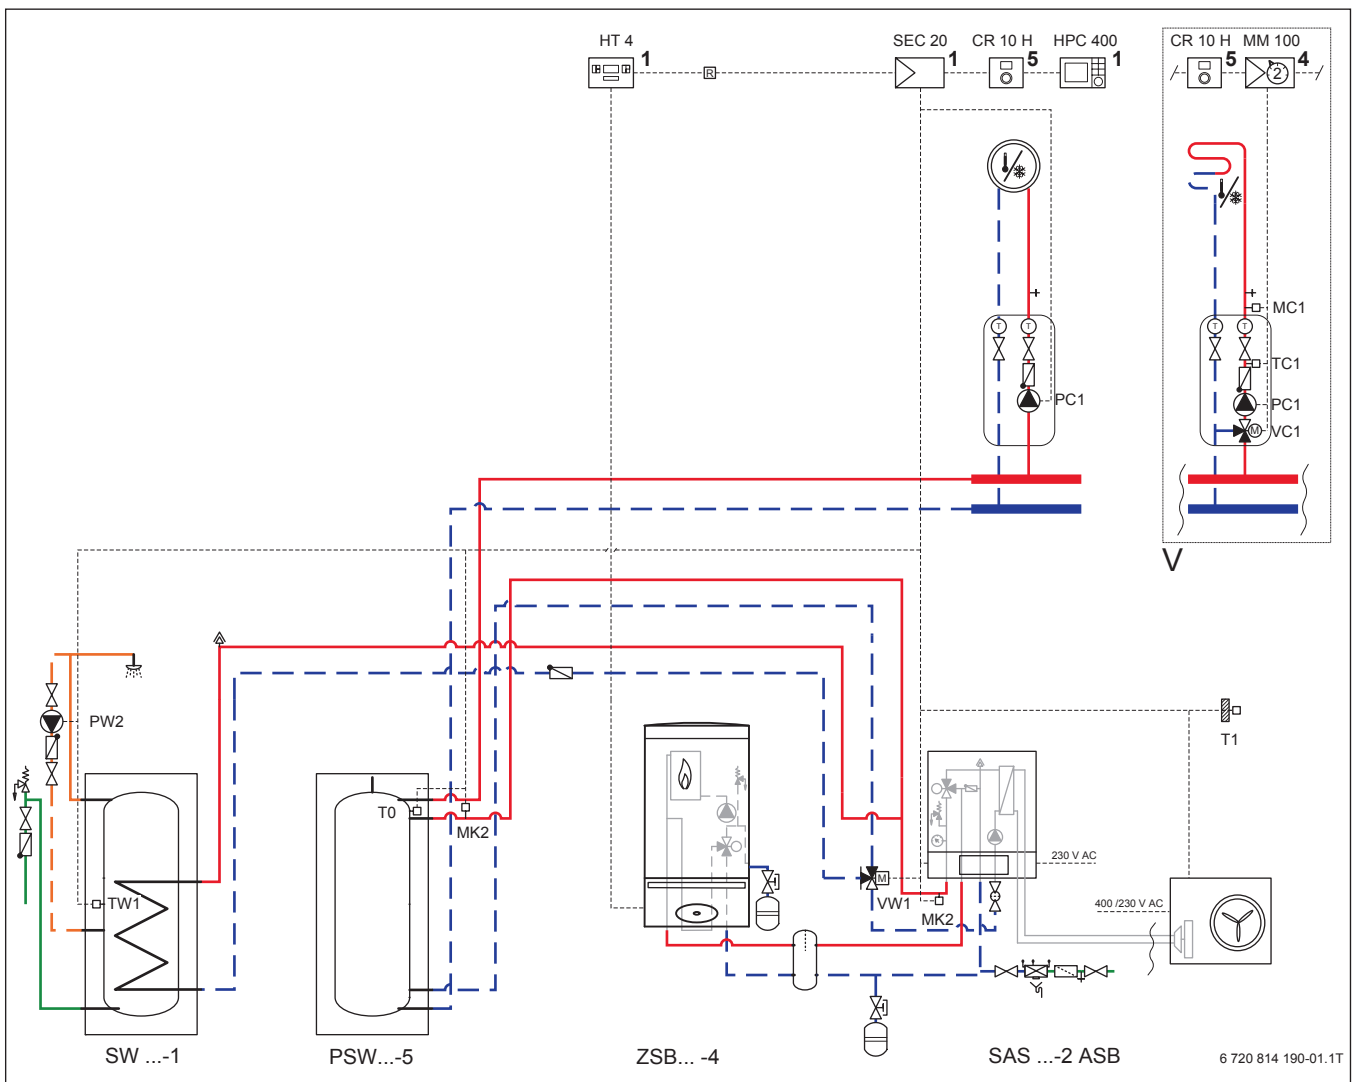 HT 4
SEC 20
CR 10 H
HPC 400
CR 10 H
MM 100
1
1
5
1
5
4
R
2
T
T
T
T
MC1
TC1
PC1
PC1
M
VC1
V
PW2
T1
T0
MK2
230 V AC
M
TW1
VW1
MK2
400 /230 V AC
SW ...-1
PSW...-5
ZSB... -4
SAS ...-2 ASB
6 720 814 190-01.1T